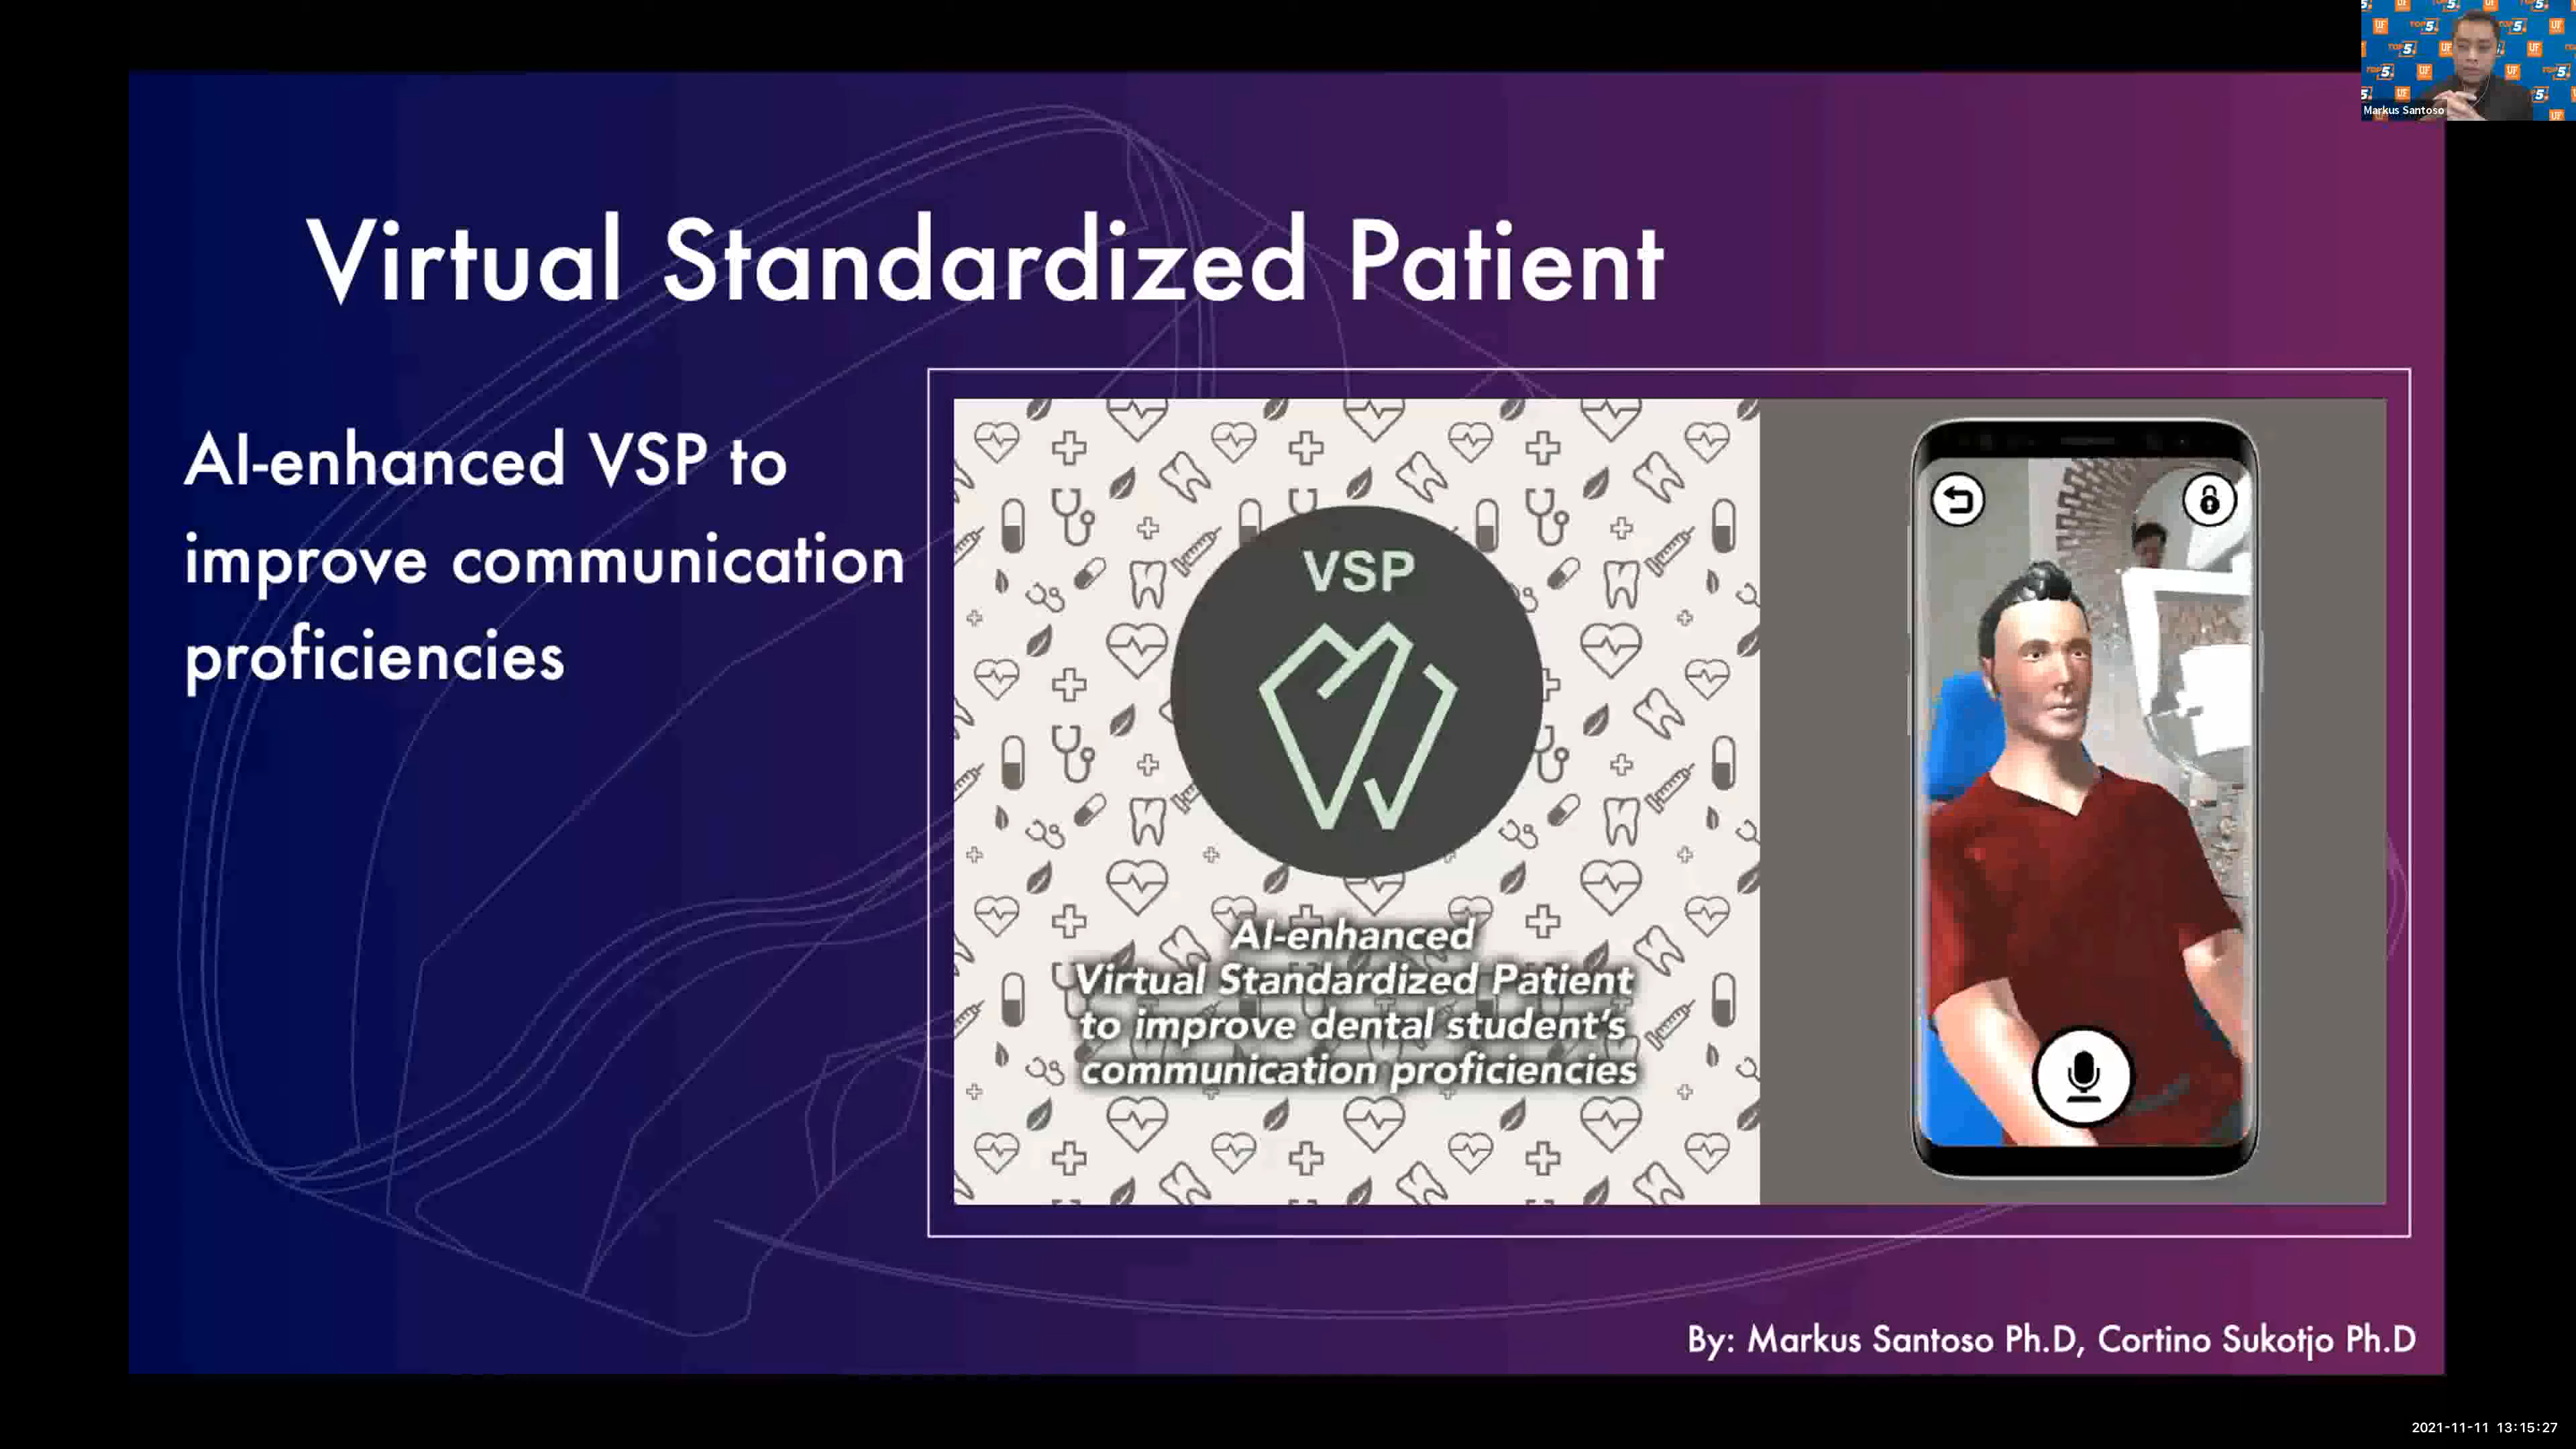 Markus Santoso
Virtual Standardized Patient
AI-enhanced VSP to
improve communication
proficiencies
VSP
AI-enhanced
Virtual Standardized Patient
to improve dental student's
communication proficiencies
By: Markus Santoso Ph.D, Cortino Sukotjo Ph.D
2021-11-11 13:15:27